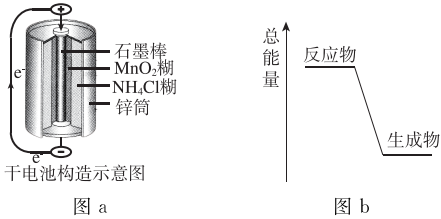 +
石墨棒
MnO₂糊
NH₄Cl糊
锌筒
e⁻
e⁻
−
干电池构造示意图
图 a
总能量
反应物
生成物
图 b